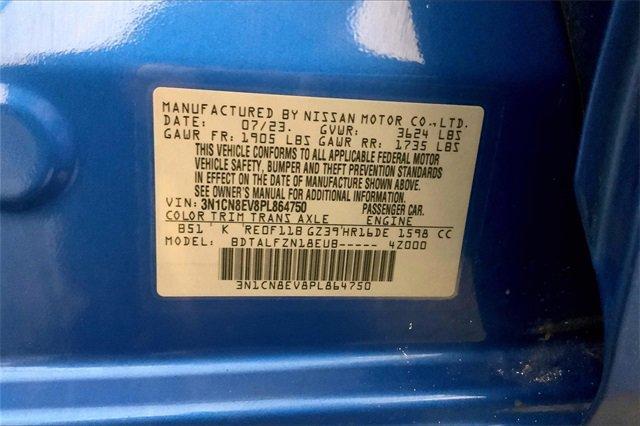 MANUFACTURED BY NISSAN MOTOR CO., LTD.
DATE: 07/23. GVWR: 3624 LBS
GAWR FR: 1905 LBS GAWR RR: 1735 LBS
THIS VEHICLE CONFORMS TO ALL APPLICABLE FEDERAL MOTOR
VEHICLE SAFETY, BUMPER AND THEFT PREVENTION STANDARDS
IN EFFECT ON THE DATE OF MANUFACTURE SHOWN ABOVE.
SEE OWNER'S MANUAL FOR ADDITIONAL INFORMATION.
VIN: 3N1CN8EV8PL864750 PASSENGER CAR.
COLOR TRIM TRANS AXLE ENGINE
B51 K RE0F11B GZ39 HR16DE 1598 CC
MODEL: BDTALFZN18EUB----- 4Z000
3N1CN8EV8PL864750